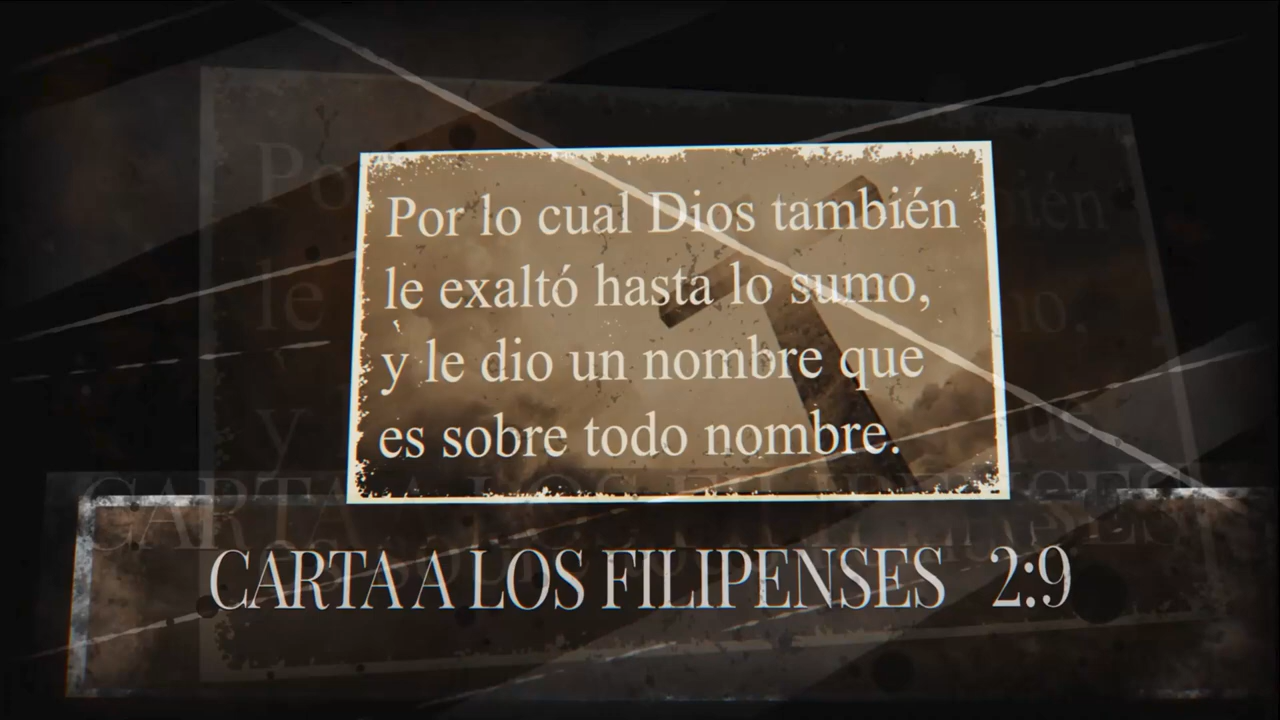 Por lo cual Dios también
le exaltó hasta lo sumo,
y le dio un nombre que
es sobre todo nombre.
CARTA A LOS FILIPENSES 2:9